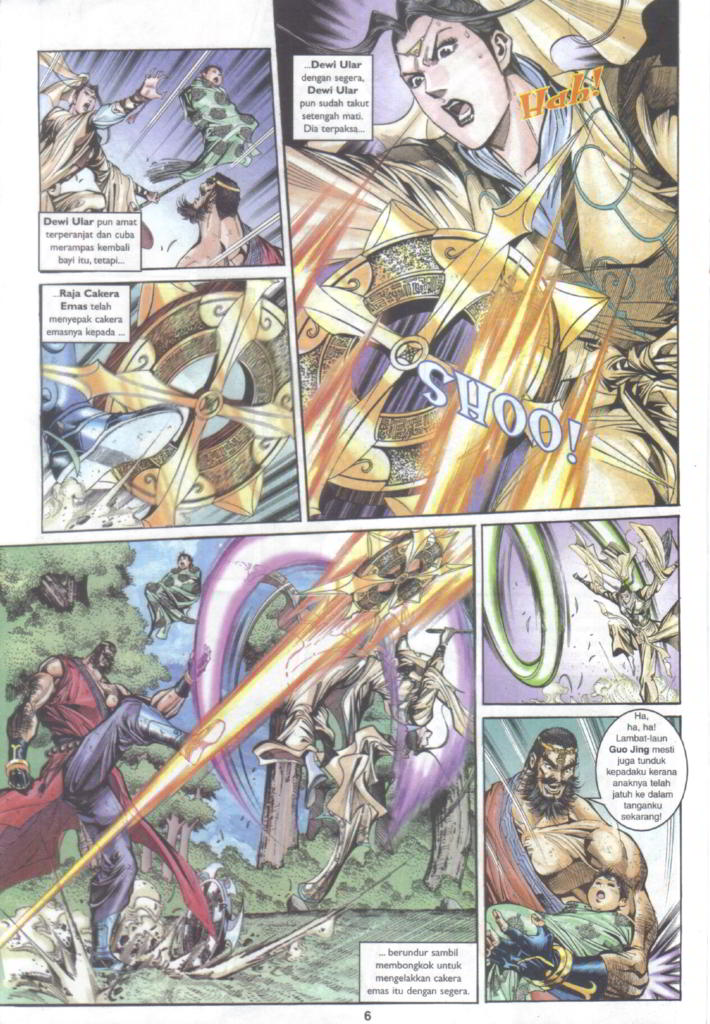 Dewi Ular pun amat
terperanjat dan cuba
merampas kembali
bayi itu, tetapi...
...Raja Cakera
Emas telah
menyepak cakera
emasnya kepada ...
...Dewi Ular
dengan segera,
Dewi Ular
pun sudah takut
setengah mati.
Dia terpaksa...
Hah!
SHOOSH!
... berundur sambil
membongkok untuk
mengelakkan cakera
emas itu dengan segera.
Ha,
ha, ha!
Lambat-laun
Guo Jing mesti
juga tunduk
kepadaku kerana
anaknya telah
jatuh ke dalam
tanganku
sekarang!
6